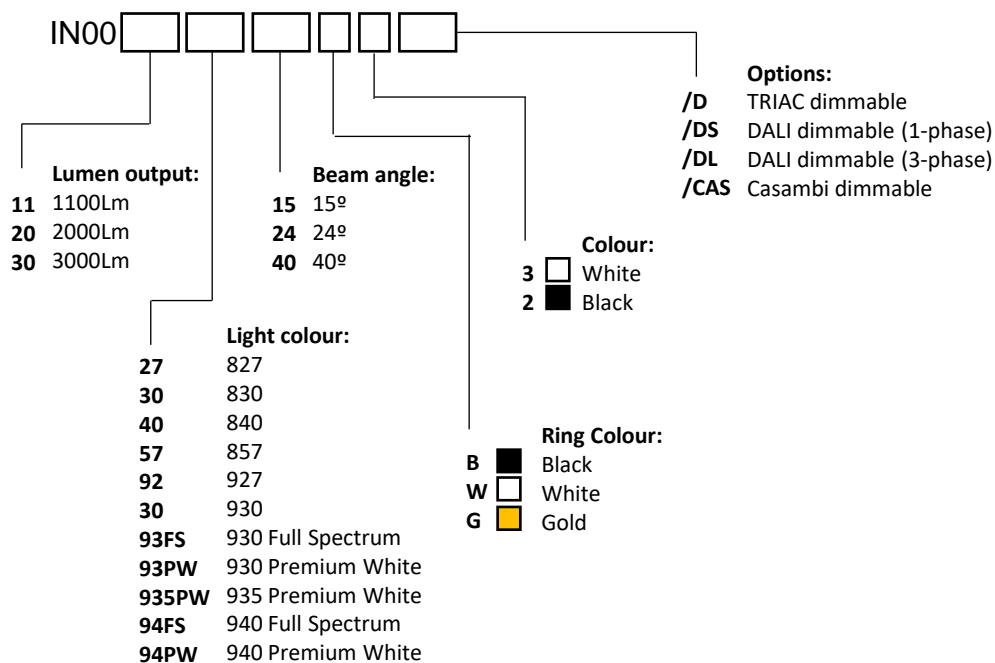 IN00
Options:
/D TRIAC dimmable
/DS DALI dimmable (1-phase)
/DL DALI dimmable (3-phase)
/CAS Casambi dimmable
Lumen output:
11 1100Lm
20 2000Lm
30 3000Lm
Beam angle:
15 15º
24 24º
40 40º
Colour:
3 White
2 Black
Light colour:
27 827
30 830
40 840
57 857
92 927
30 930
93FS 930 Full Spectrum
93PW 930 Premium White
935PW 935 Premium White
94FS 940 Full Spectrum
94PW 940 Premium White
Ring Colour:
B Black
W White
G Gold